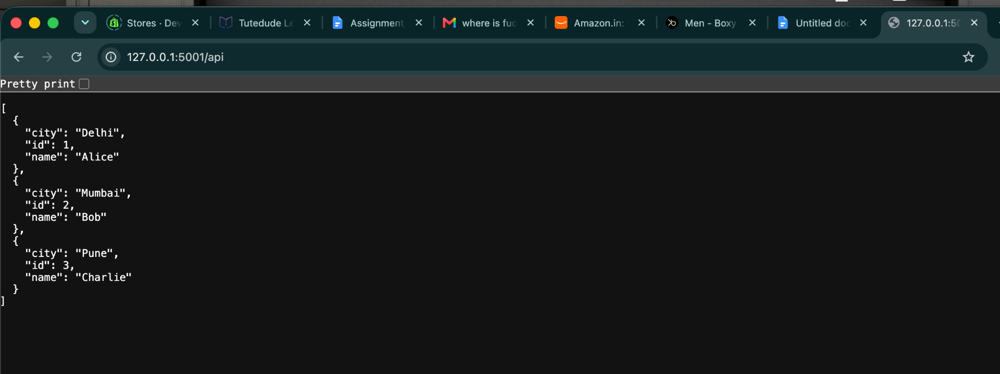 Stores · Dev
Tutedude Le
Assignment
where is fuc
Amazon.in:
Men - Boxy
Untitled doc
127.0.0.1:50
127.0.0.1:5001/api
Pretty print
[
  {
    "city": "Delhi",
    "id": 1,
    "name": "Alice"
  },
  {
    "city": "Mumbai",
    "id": 2,
    "name": "Bob"
  },
  {
    "city": "Pune",
    "id": 3,
    "name": "Charlie"
  }
]